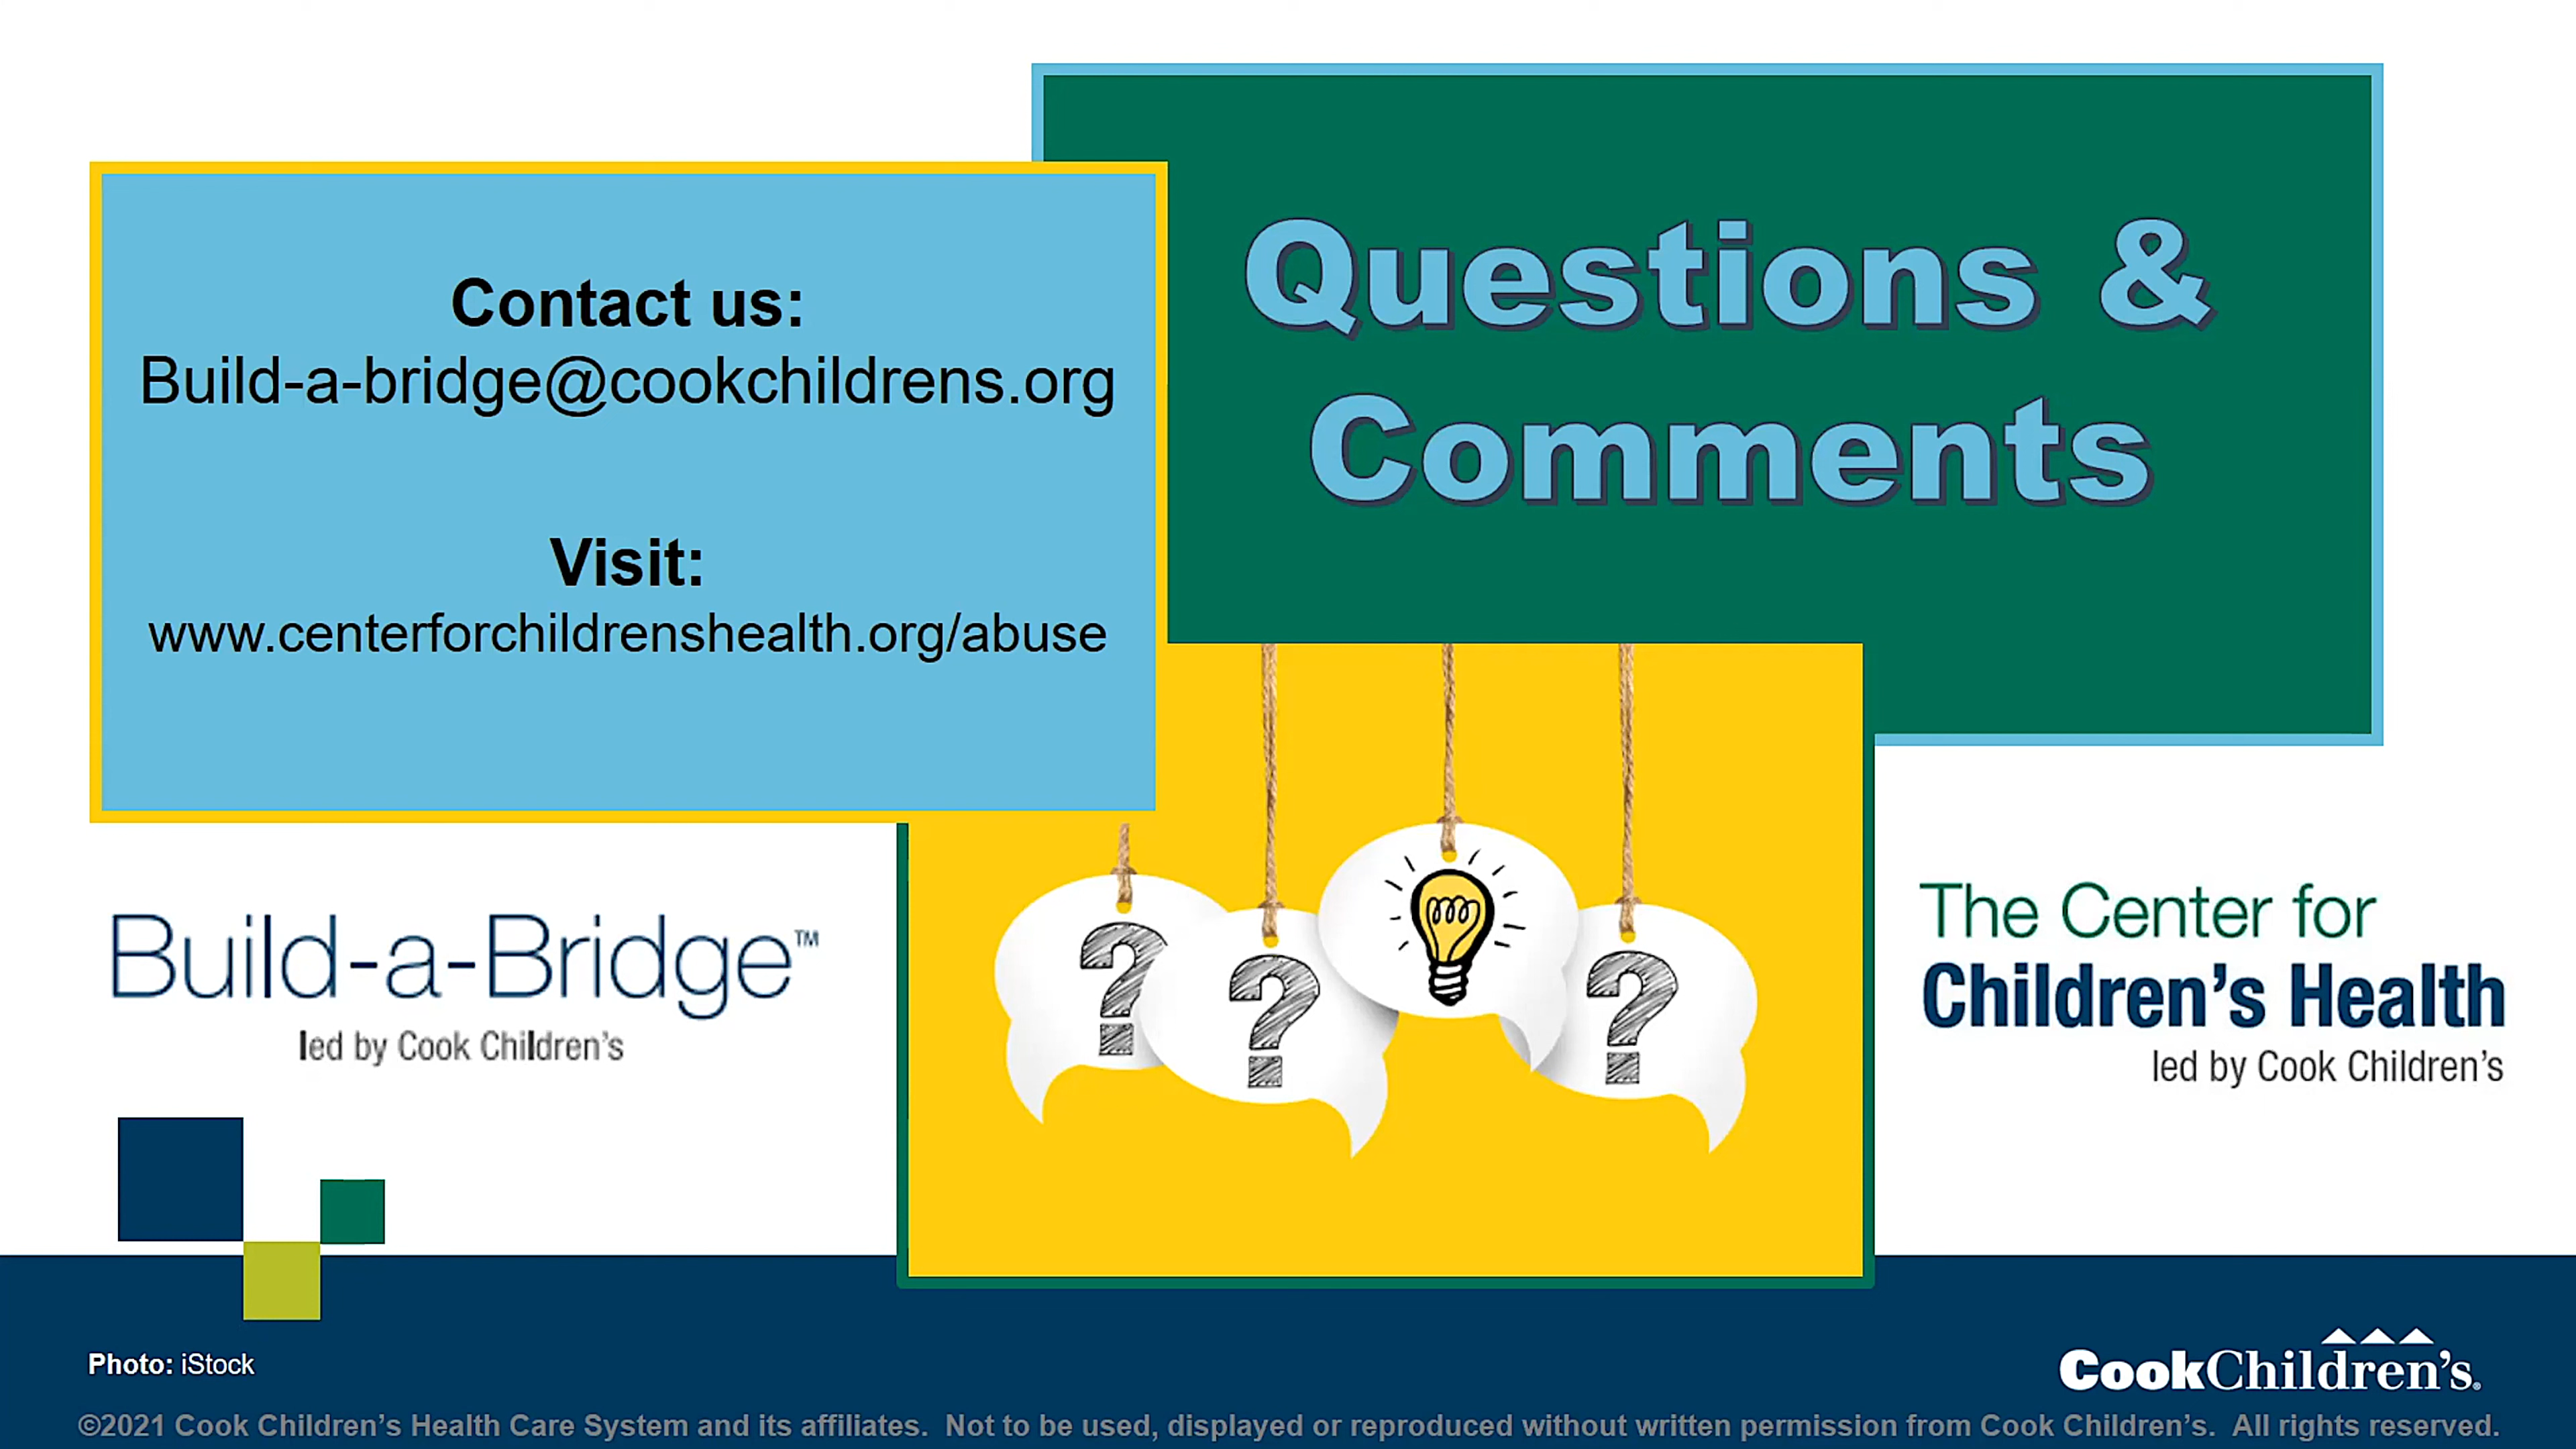 Questions &
Comments
Contact us:
Build-a-bridge@cookchildrens.org
Visit:
www.centerforchildrenshealth.org/abuse
Build-a-Bridge™
led by Cook Children's
? ? ?
The Center for
Children's Health
led by Cook Children's
Photo: iStock
CookChildren's.
©2021 Cook Children's Health Care System and its affiliates.  Not to be used, displayed or reproduced without written permission from Cook Children's.  All rights reserved.